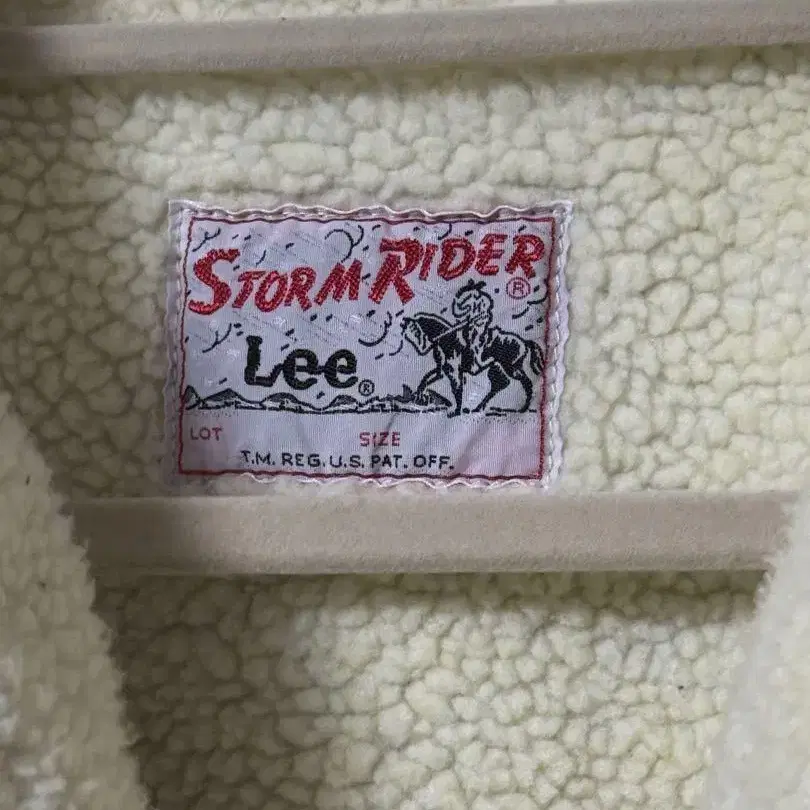 STORM RIDER ®
Lee ®
LOT SIZE
T.M. REG. U.S. PAT. OFF.